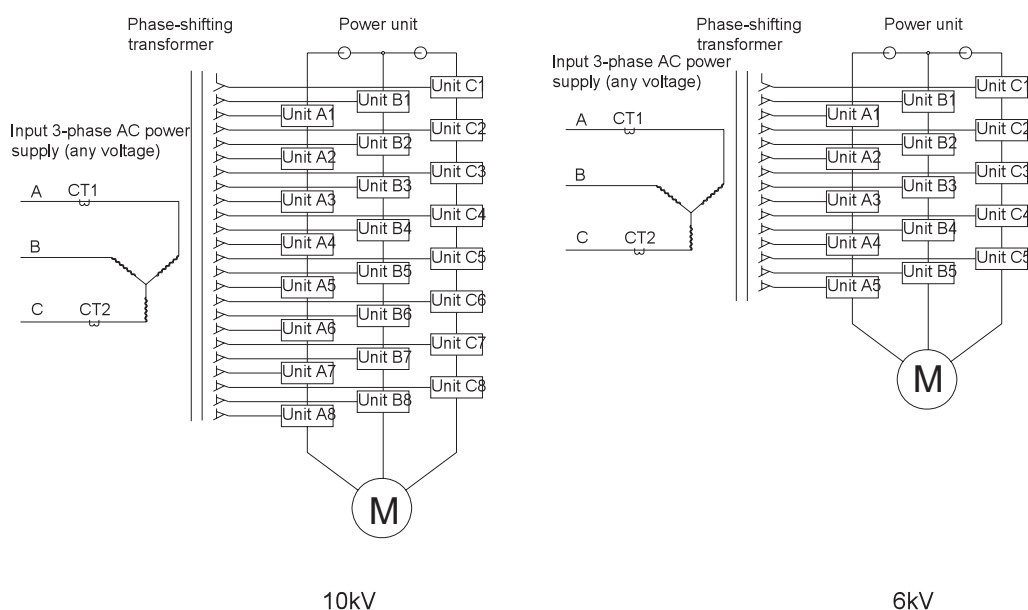 Phase-shifting
transformer
Power unit
Input 3-phase AC power
supply (any voltage)
A
CT1
B
C
CT2
Unit C1
Unit B1
Unit A1
Unit C2
Unit B2
Unit A2
Unit C3
Unit B3
Unit A3
Unit C4
Unit B4
Unit A4
Unit C5
Unit B5
Unit A5
Unit C6
Unit B6
Unit A6
Unit C7
Unit B7
Unit A7
Unit C8
Unit B8
Unit A8
M
10kV
Phase-shifting
transformer
Power unit
Input 3-phase AC power
supply (any voltage)
A
CT1
B
C
CT2
Unit C1
Unit B1
Unit A1
Unit C2
Unit B2
Unit A2
Unit C3
Unit B3
Unit A3
Unit C4
Unit B4
Unit A4
Unit C5
Unit B5
Unit A5
M
6kV